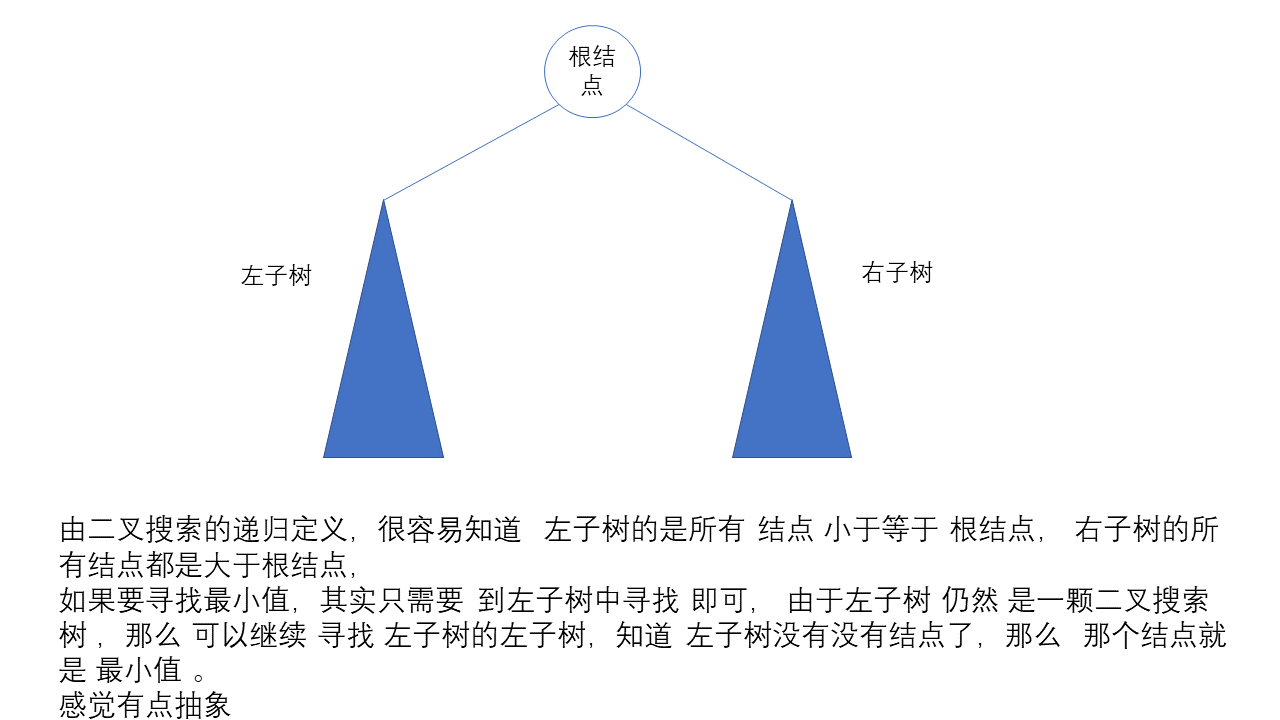 根结
点
左子树
右子树
由二叉搜索的递归定义，很容易知道 左子树的是所有 结点 小于等于 根结点， 右子树的所
有结点都是大于根结点，
如果要寻找最小值，其实只需要 到左子树中寻找 即可， 由于左子树 仍然 是一颗二叉搜索
树 ，那么 可以继续 寻找 左子树的左子树，知道 左子树没有没有结点了，那么 那个结点就
是 最小值 。
感觉有点抽象